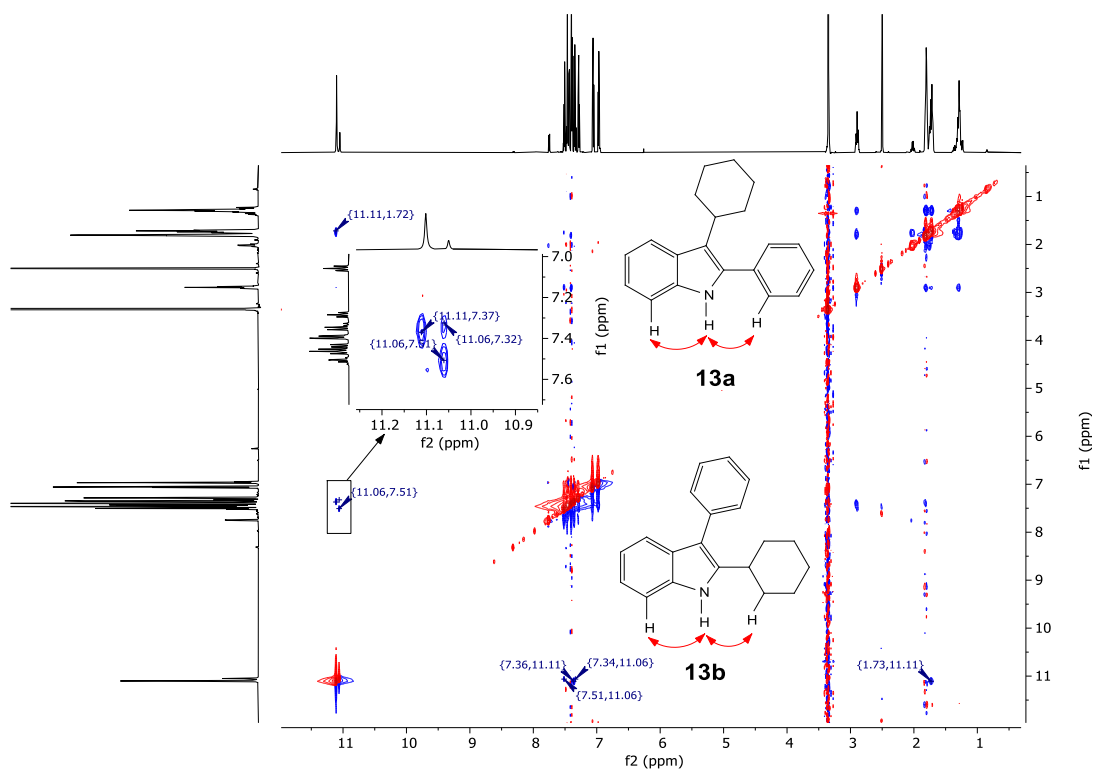 {11.11,1.72}
7.0
7.2
7.4
7.6
{11.11,7.37}
{11.06,7.32}
f1 (ppm)
11.2 11.1 11.0 10.9
f2 (ppm)
{11.06,7.51}
N
H H H
13a
N
H H H
13b
{7.36,11.11}
{7.34,11.06}
{7.51,11.06}
{1.73,11.11}
1
2
3
4
5
6
7
8
9
10
11
f1 (ppm)
11 10 9 8 7 6 5 4 3 2 1
f2 (ppm)